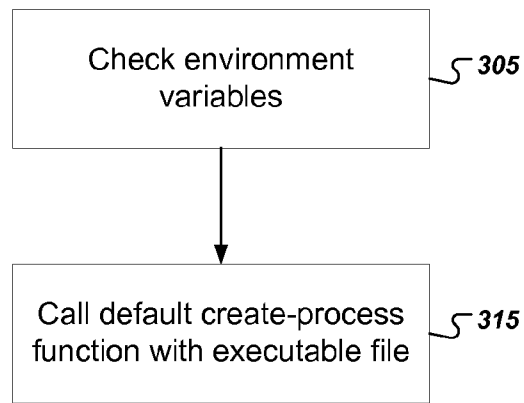 Check environment
variables
305
Call default create-process
function with executable file
315